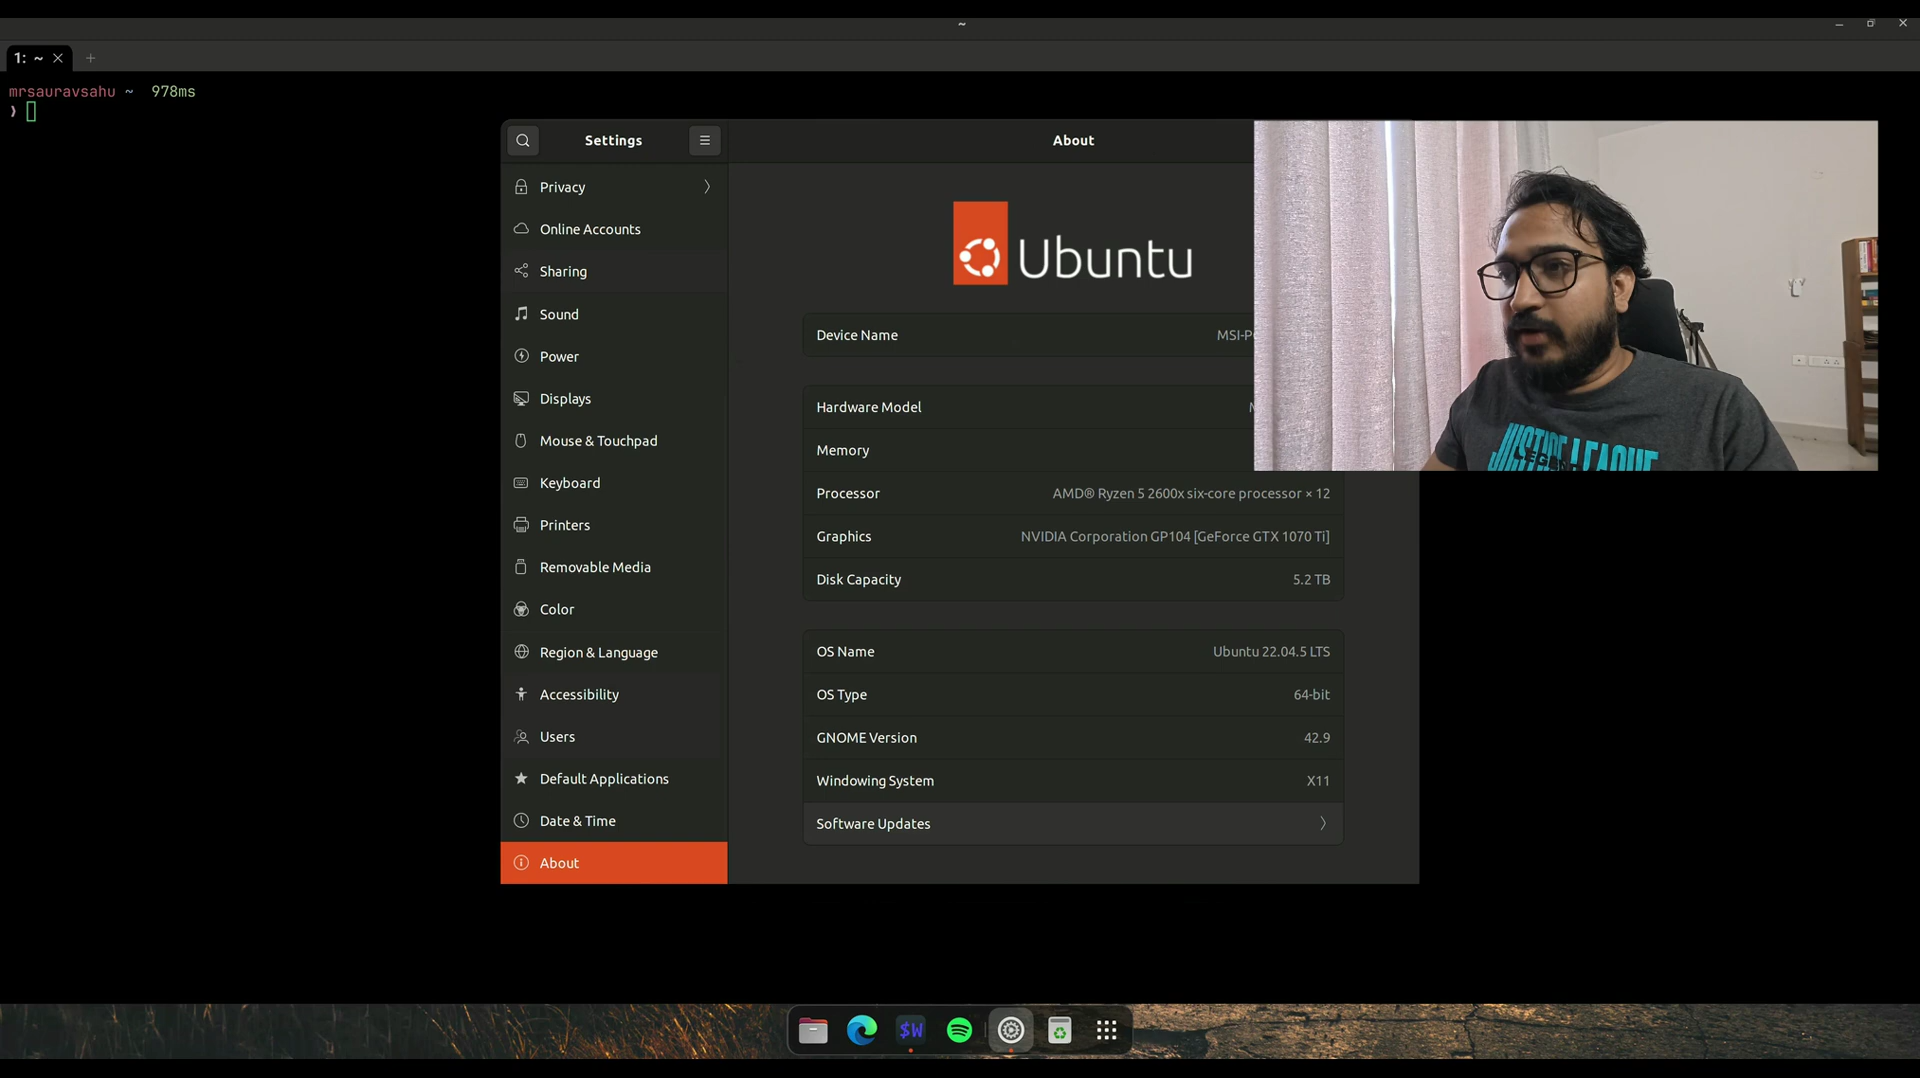 ~
1: ~
mrsauravsahu ~ 978ms
❯
Settings
About
Privacy
Online Accounts
Sharing
Sound
Power
Displays
Mouse & Touchpad
Keyboard
Printers
Removable Media
Color
Region & Language
Accessibility
Users
Default Applications
Date & Time
About
Ubuntu
Device Name MSI-P
Hardware Model
Memory
Processor AMD® Ryzen 5 2600x six-core processor × 12
Graphics NVIDIA Corporation GP104 [GeForce GTX 1070 Ti]
Disk Capacity 5.2 TB
OS Name Ubuntu 22.04.5 LTS
OS Type 64-bit
GNOME Version 42.9
Windowing System X11
Software Updates
JUSTICE LEAGUE
$W